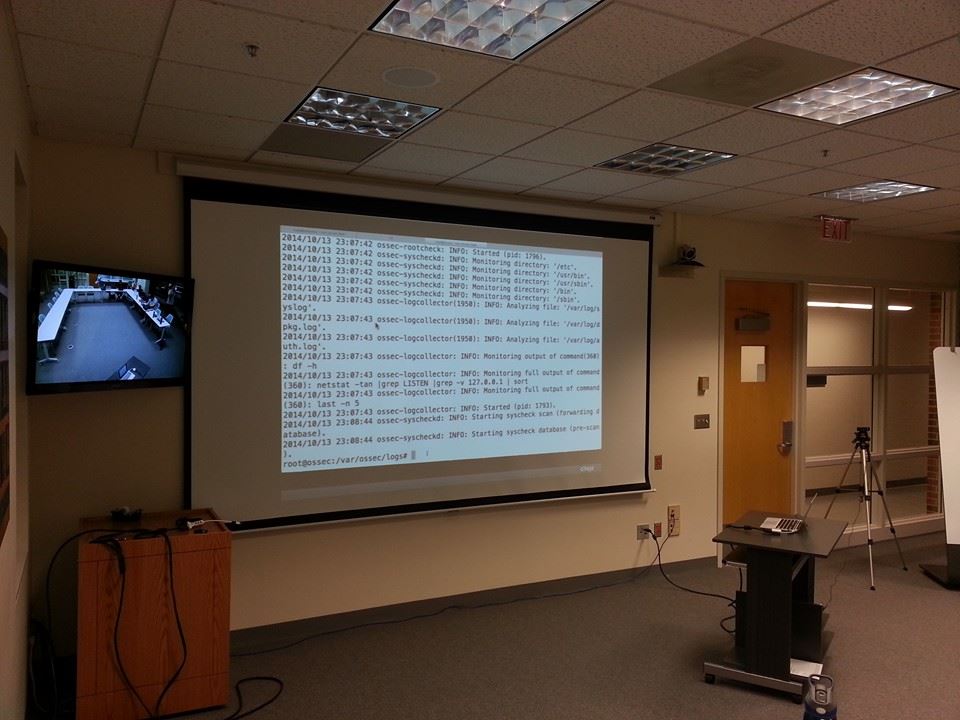 2014/10/13 23:07:42 ossec-rootcheck: INFO: Started (pid: 1796).
2014/10/13 23:07:42 ossec-syscheckd: INFO: Monitoring directory: '/etc'.
2014/10/13 23:07:42 ossec-syscheckd: INFO: Monitoring directory: '/usr/bin'.
2014/10/13 23:07:42 ossec-syscheckd: INFO: Monitoring directory: '/usr/sbin'.
2014/10/13 23:07:42 ossec-syscheckd: INFO: Monitoring directory: '/bin'.
2014/10/13 23:07:42 ossec-syscheckd: INFO: Monitoring directory: '/sbin'.
2014/10/13 23:07:43 ossec-logcollector(1950): INFO: Analyzing file: '/var/log/s
yslog'.
2014/10/13 23:07:43 ossec-logcollector(1950): INFO: Analyzing file: '/var/log/d
pkg.log'.
2014/10/13 23:07:43 ossec-logcollector(1950): INFO: Analyzing file: '/var/log/a
uth.log'.
2014/10/13 23:07:43 ossec-logcollector: INFO: Monitoring output of command(360)
: df -h
2014/10/13 23:07:43 ossec-logcollector: INFO: Monitoring full output of command
(360): netstat -tan |grep LISTEN |grep -v 127.0.0.1 | sort
2014/10/13 23:07:43 ossec-logcollector: INFO: Monitoring full output of command
(360): last -n 5
2014/10/13 23:07:43 ossec-logcollector: INFO: Started (pid: 1793).
2014/10/13 23:08:44 ossec-syscheckd: INFO: Starting syscheck scan (forwarding d
atabase).
2014/10/13 23:08:44 ossec-syscheckd: INFO: Starting syscheck database (pre-scan
).
root@ossec:/var/ossec/logs#
EXIT